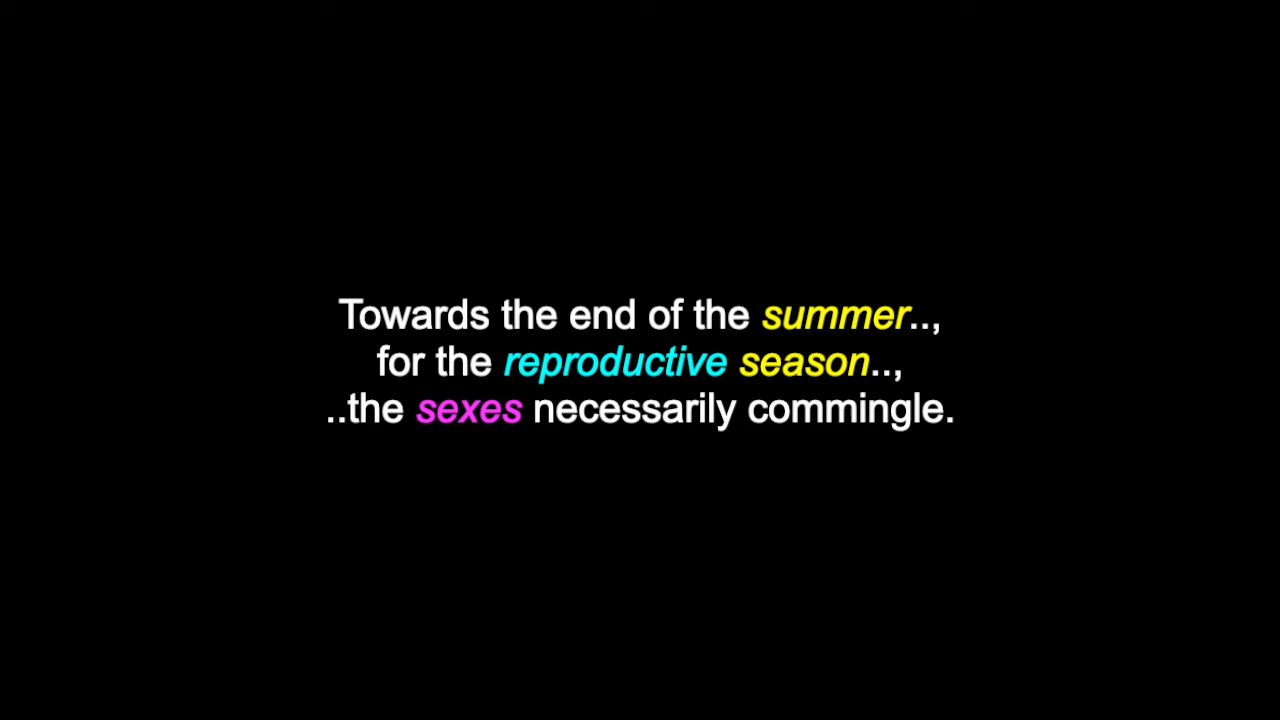 Towards the end of the summer..,
for the reproductive season..,
..the sexes necessarily commingle.